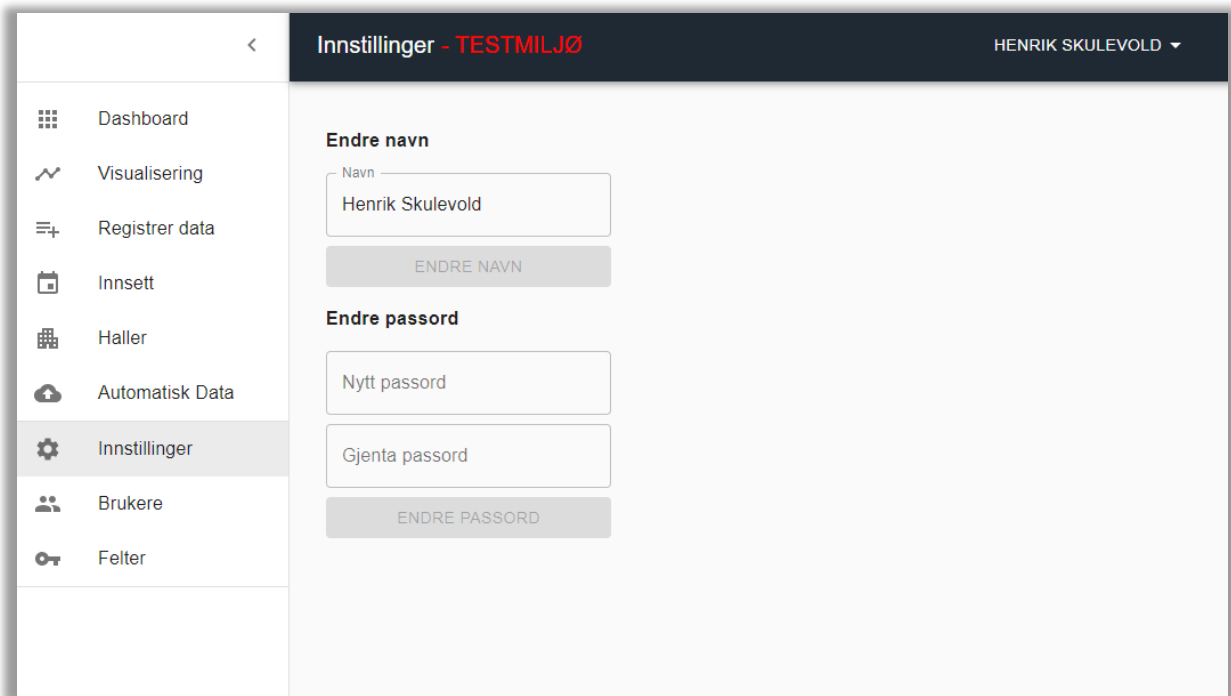 Innstillinger - TESTMILJØ
HENRIK SKULEVOLD
Dashboard
Visualisering
Registrer data
Innsett
Haller
Automatisk Data
Innstillinger
Brukere
Felter
Endre navn
Navn
Henrik Skulevold
ENDRE NAVN
Endre passord
Nytt passord
Gjenta passord
ENDRE PASSORD